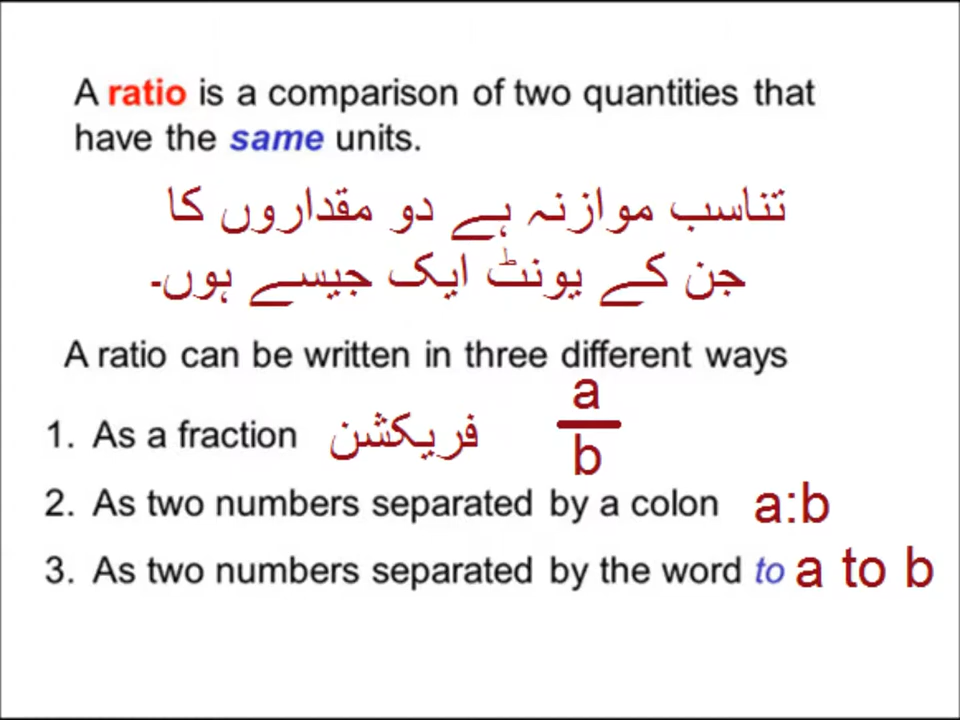 A ratio is a comparison of two quantities that
have the same units.
تناسب موازنہ ہے دو مقداروں کا
جن کے یونٹ ایک جیسے ہوں۔
A ratio can be written in three different ways
1. As a fraction فریکشن a/b
2. As two numbers separated by a colon a:b
3. As two numbers separated by the word to a to b